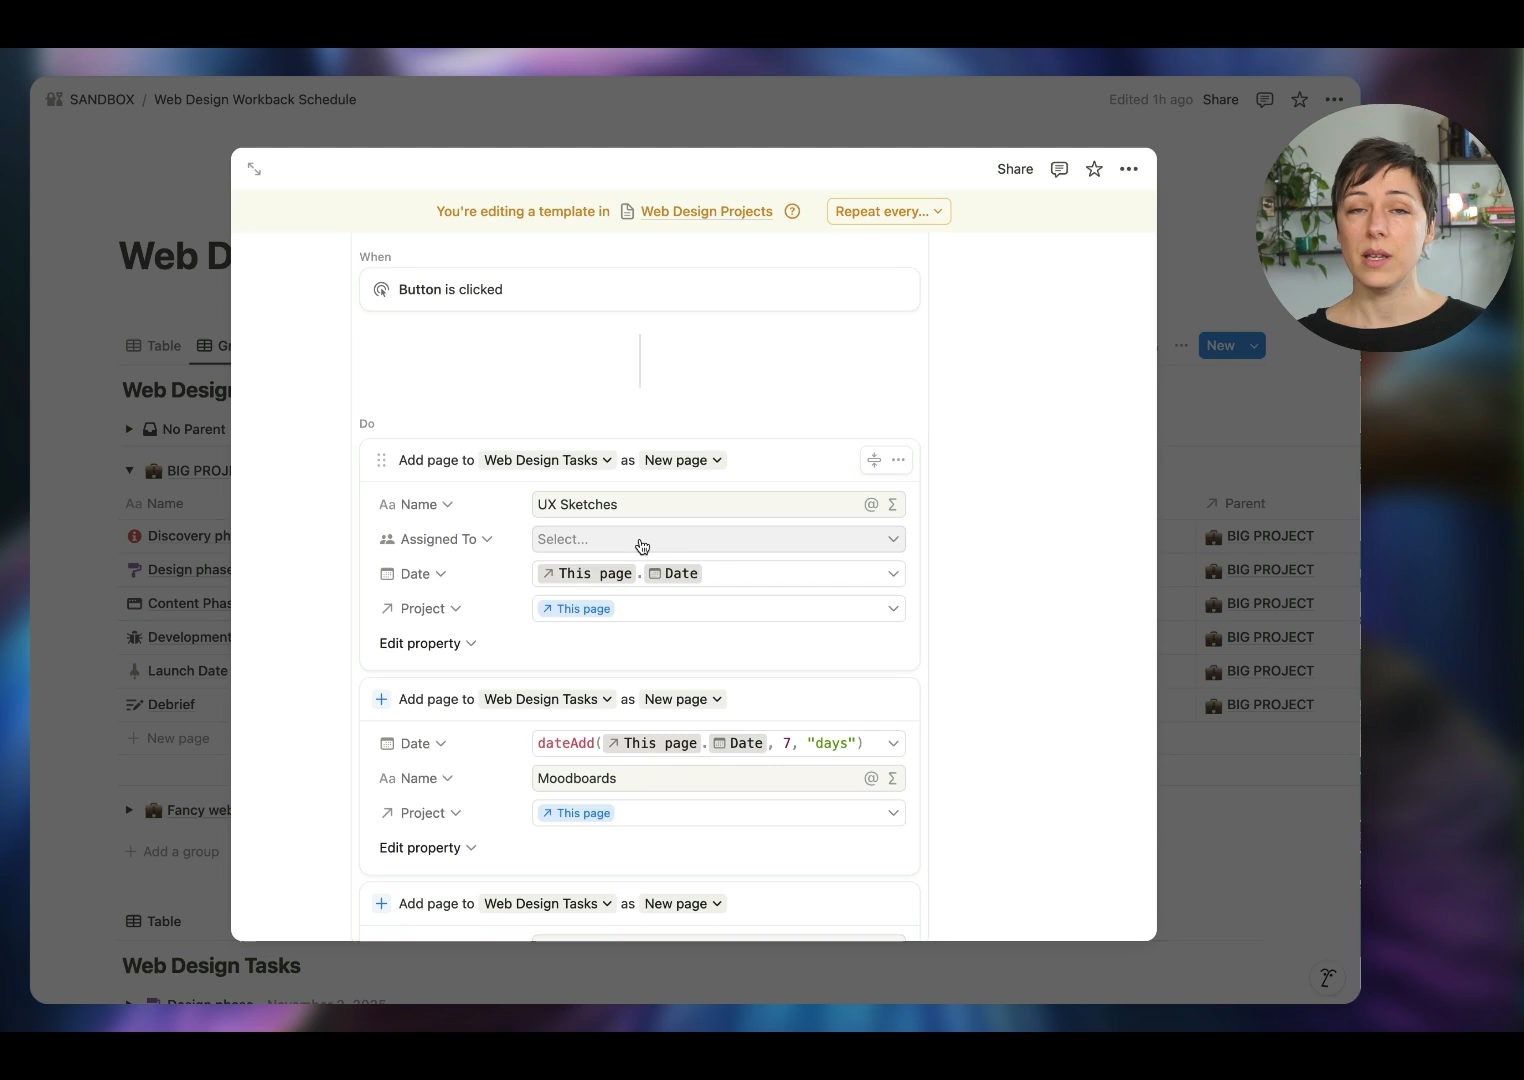 SANDBOX / Web Design Workback Schedule
Edited 1h ago Share
Share
You're editing a template in Web Design Projects ? Repeat every...
Web D
When
Button is clicked
Table Gr
New
Web Design
Do
No Parent
Add page to Web Design Tasks as New page
BIG PROJ
Aa Name
Parent
Aa Name UX Sketches @ Σ
Discovery ph
BIG PROJECT
Assigned To Select...
Design phase
BIG PROJECT
Date This page . Date
Content Phas
BIG PROJECT
Project This page
Development
BIG PROJECT
Edit property
Launch Date
BIG PROJECT
Add page to Web Design Tasks as New page
Debrief
BIG PROJECT
+ New page
Date dateAdd( This page . Date , 7, "days")
Aa Name Moodboards @ Σ
Fancy web
Project This page
+ Add a group
Edit property
Add page to Web Design Tasks as New page
Table
Web Design Tasks
Design phase November 3, 2025